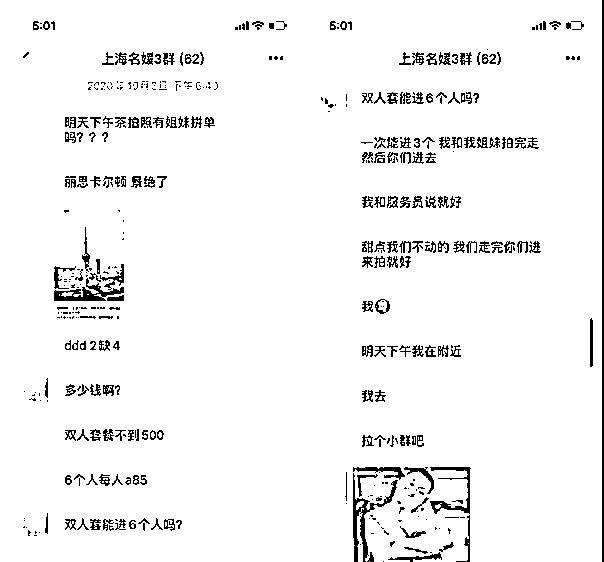 5:01
上海名媛3群 (62)
2020年10月2日 下午6:40
明天下午茶拍照有姐妹拼单
吗？？？
丽思卡尔顿 景绝了
ddd 2缺4
多少钱啊？
双人套餐不到500
6个人每人a85
双人套能进6个人吗？
5:01
上海名媛3群 (62)
双人套能进6个人吗？
一次能进3个 我和我姐妹拍完走
然后你们进去
我和服务员说就好
甜点我们不动的 我们走完你们进
来拍就好
我
明天下午我在附近
我去
拉个小群吧